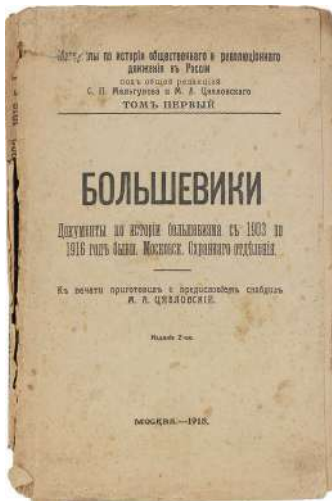 Матеріалы по исторіи общественнаго и революціоннаго
движенія въ Россіи
подъ общей редакціей
С. П. Мельгунова и М. А. Цявловскаго
ТОМЪ ПЕРВЫЙ
БОЛЬШЕВИКИ
Документы по исторіи большевизма съ 1903 по
1916 годъ бывш. Московск. Охраннаго отдѣленія.
Къ печати приготовилъ и предисловіемъ снабдилъ
М. А. ЦЯВЛОВСКІЙ.
Изданіе 2-ое.
МОСКВА.—1918.